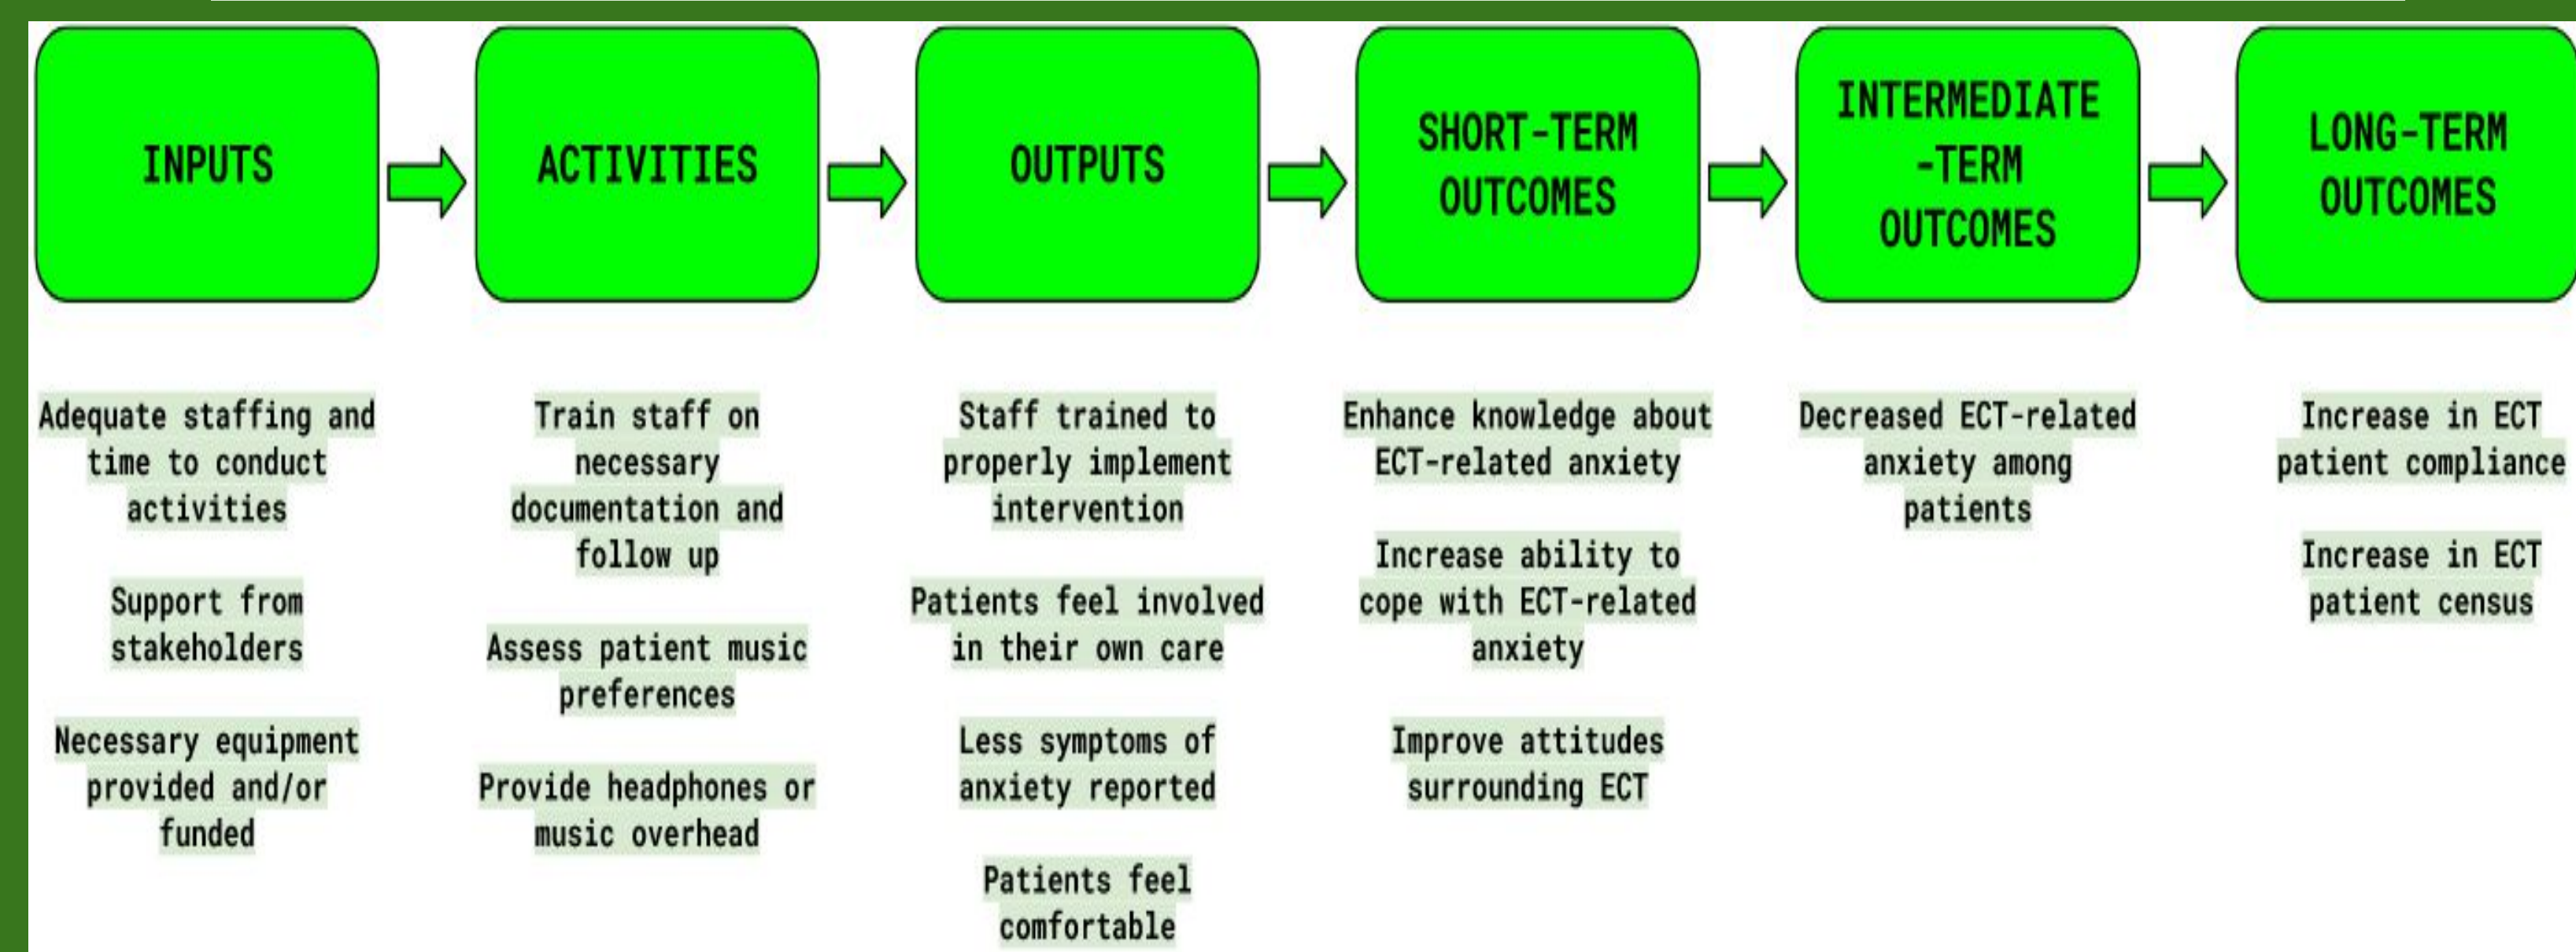 INPUTS
ACTIVITIES
OUTPUTS
SHORT-TERM
OUTCOMES
INTERMEDIATE
-TERM
OUTCOMES
LONG-TERM
OUTCOMES
Adequate staffing and
time to conduct
activities
Support from
stakeholders
Necessary equipment
provided and/or
funded
Train staff on
necessary
documentation and
follow up
Assess patient music
preferences
Provide headphones or
music overhead
Staff trained to
properly implement
intervention
Patients feel involved
in their own care
Less symptoms of
anxiety reported
Patients feel
comfortable
Enhance knowledge about
ECT-related anxiety
Increase ability to
cope with ECT-related
anxiety
Improve attitudes
surrounding ECT
Decreased ECT-related
anxiety among
patients
Increase in ECT
patient compliance
Increase in ECT
patient census